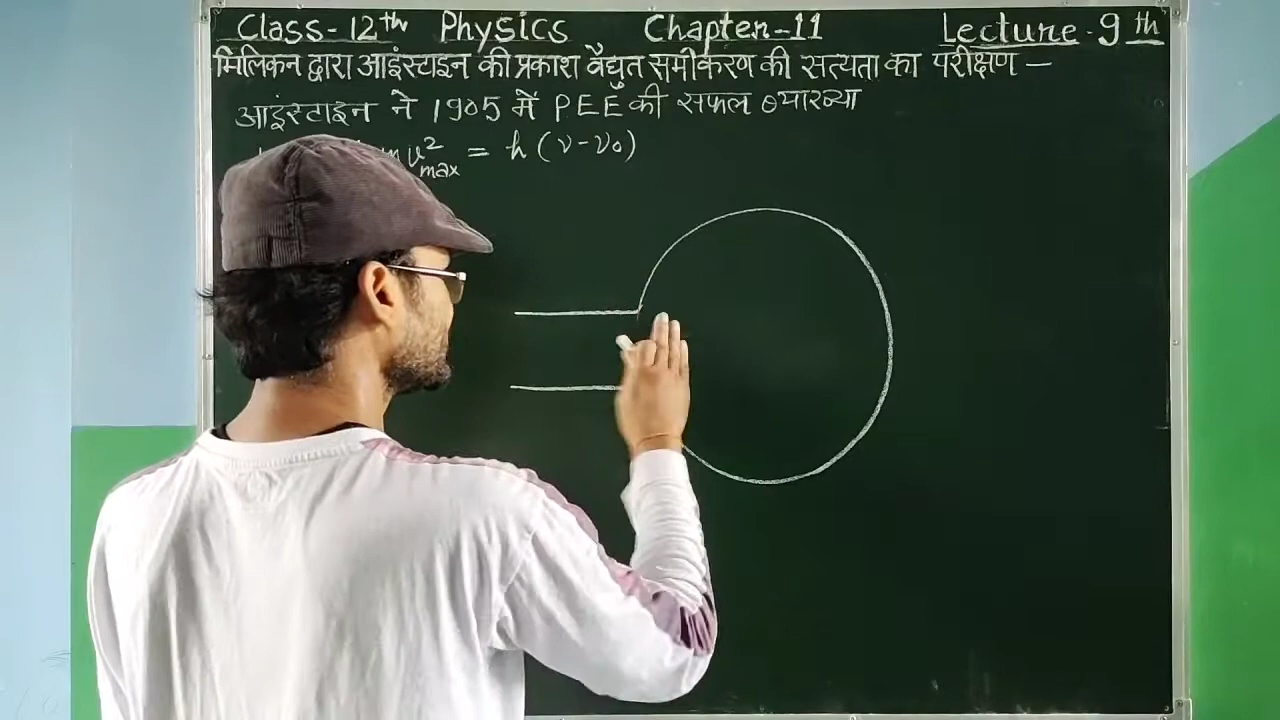 Class-12th Physics Chapter-11 Lecture-9th
मिलिकन द्वारा आइंस्टाइन की प्रकाश वैद्युत समीकरण की सत्यता का परीक्षण —
आइंस्टाइन ने 1905 में PEE की सफल व्याख्या
mv²max = h(ν-ν₀)